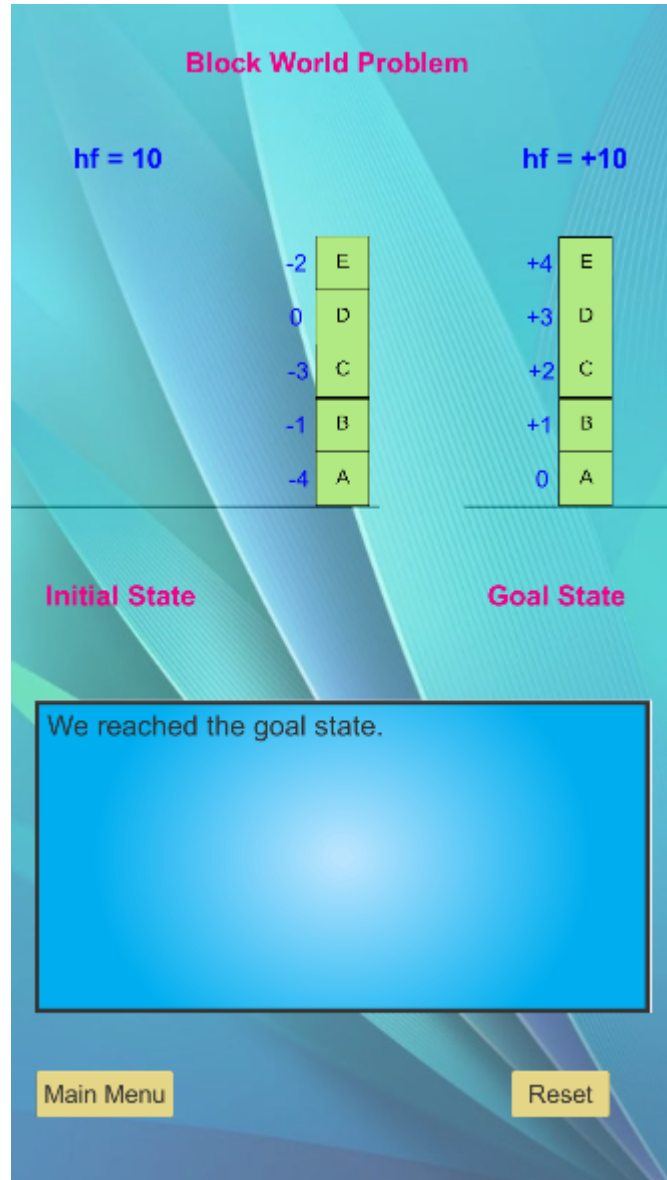 Block World Problem
hf = 10
hf = +10
-2 E
+4 E
0 D
+3 D
-3 C
+2 C
-1 B
+1 B
-4 A
0 A
Initial State
Goal State
We reached the goal state.
Main Menu
Reset